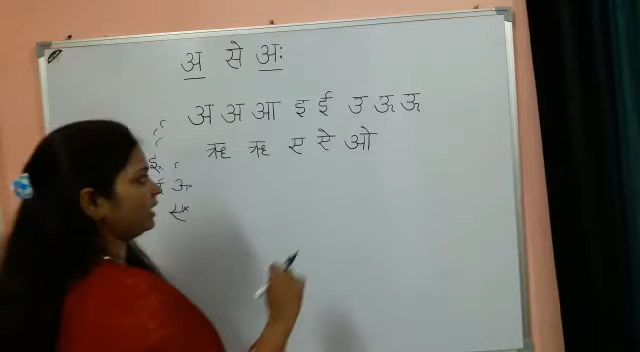 अ से अः
अ अ आ इ ई उ ऊ ऊ
ऋ ऋ ए ऐ ओ